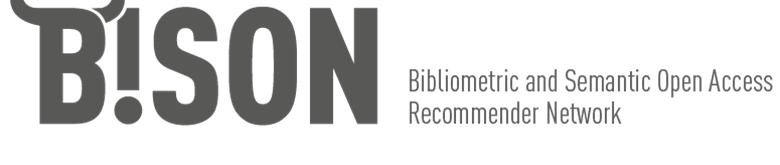 B!SON
Bibliometric and Semantic Open Access
Recommender Network